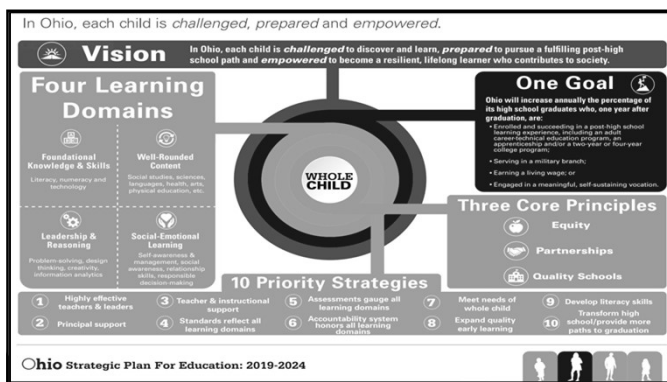 In Ohio, each child is challenged, prepared and empowered.
Vision
In Ohio, each child is challenged to discover and learn, prepared to pursue a fulfilling post-high
school path and empowered to become a resilient, lifelong learner who contributes to society.
Four Learning
Domains
Foundational
Knowledge & Skills
Literacy, numeracy and
technology
Well-Rounded
Content
Social studies, sciences,
languages, health, arts,
physical education, etc.
Leadership &
Reasoning
Problem-solving, design
thinking, creativity,
information analytics
Social-Emotional
Learning
Self-awareness &
management, social
awareness, relationship
skills, responsible
decision-making
WHOLE
CHILD
One Goal
Ohio will increase annually the percentage of
its high school graduates who, one year after
graduation, are:
• Enrolled and succeeding in a post-high school
learning experience, including an adult
career-technical education program, an
apprenticeship and/or a two-year or four-year
college program;
• Serving in a military branch;
• Earning a living wage; or
• Engaged in a meaningful, self-sustaining vocation.
Three Core Principles
Equity
Partnerships
Quality Schools
10 Priority Strategies
1 Highly effective
teachers & leaders
2 Principal support
3 Teacher & instructional
support
4 Standards reflect all
learning domains
5 Assessments gauge all
learning domains
6 Accountability system
honors all learning
domains
7 Meet needs of
whole child
8 Expand quality
early learning
9 Develop literacy skills
10 Transform high
school/provide more
paths to graduation
Ohio Strategic Plan For Education: 2019-2024